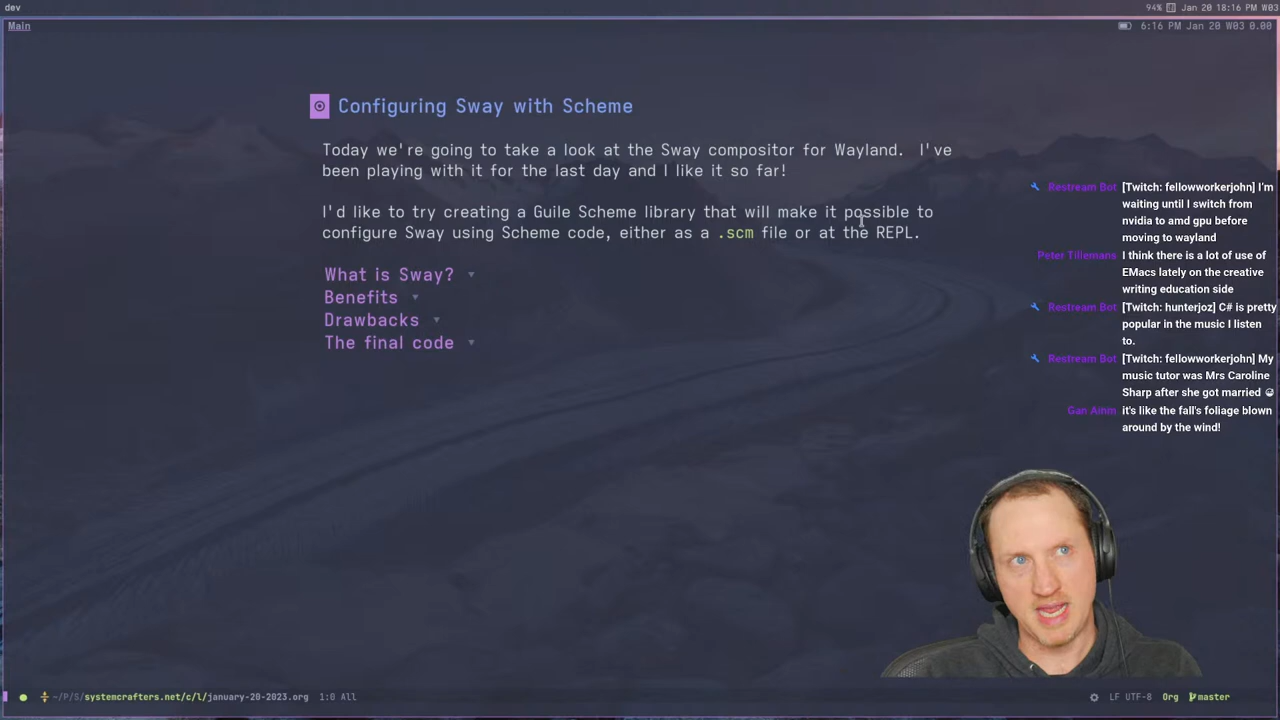 dev
94% Jan 20 18:16 PM W03
Main
6:16 PM Jan 20 W03 0.00
Configuring Sway with Scheme
Today we're going to take a look at the Sway compositor for Wayland. I've
been playing with it for the last day and I like it so far!
I'd like to try creating a Guile Scheme library that will make it possible to
configure Sway using Scheme code, either as a .scm file or at the REPL.
What is Sway? ▾
Benefits ▾
Drawbacks ▾
The final code ▾
Restream Bot [Twitch: fellowworkerjohn] I'm
waiting until I switch from
nvidia to amd gpu before
moving to wayland
Peter Tillemans I think there is a lot of use of
EMacs lately on the creative
writing education side
Restream Bot [Twitch: hunterjoz] C# is pretty
popular in the music I listen
to.
Restream Bot [Twitch: fellowworkerjohn] My
music tutor was Mrs Caroline
Sharp after she got married 😀
Gan Ainm it's like the fall's foliage blown
around by the wind!
~/P/S/systemcrafters.net/c/l/january-20-2023.org 1:0 All
LF UTF-8 Org master